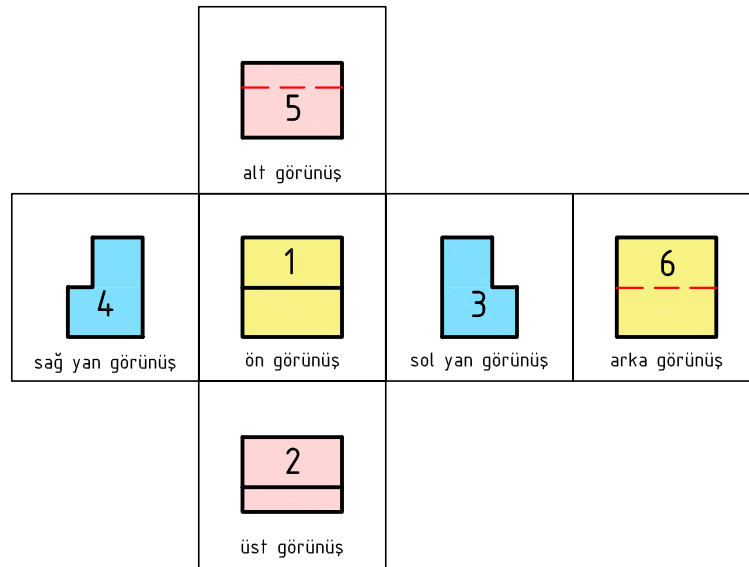 5
alt görünüş
4
sağ yan görünüş
1
ön görünüş
3
sol yan görünüş
6
arka görünüş
2
üst görünüş